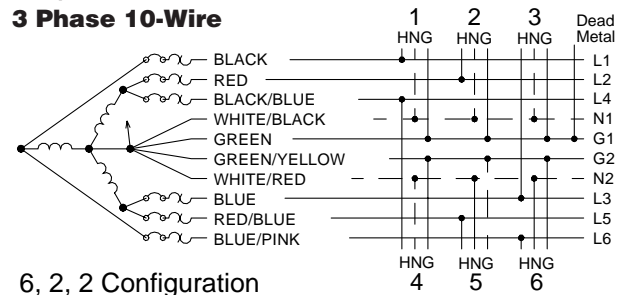 3 Phase 10-Wire
1 2 3 Dead
HNG HNG HNG Metal
BLACK L1
RED L2
BLACK/BLUE L4
WHITE/BLACK N1
GREEN G1
GREEN/YELLOW G2
WHITE/RED N2
BLUE L3
RED/BLUE L5
BLUE/PINK L6
HNG HNG HNG
4 5 6
6, 2, 2 Configuration